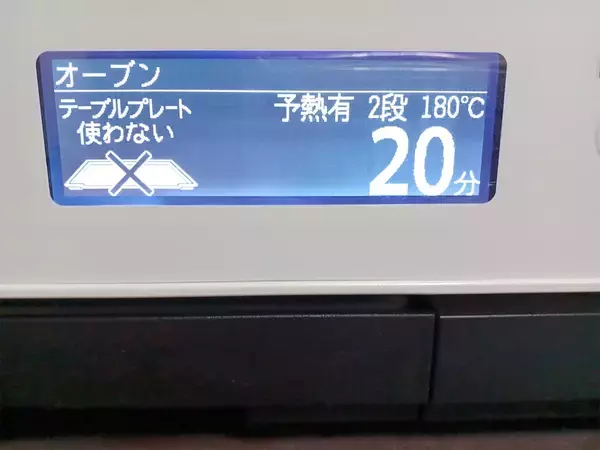 オーブン
テーブルプレート
使わない
予熱有 2段 180℃
20分